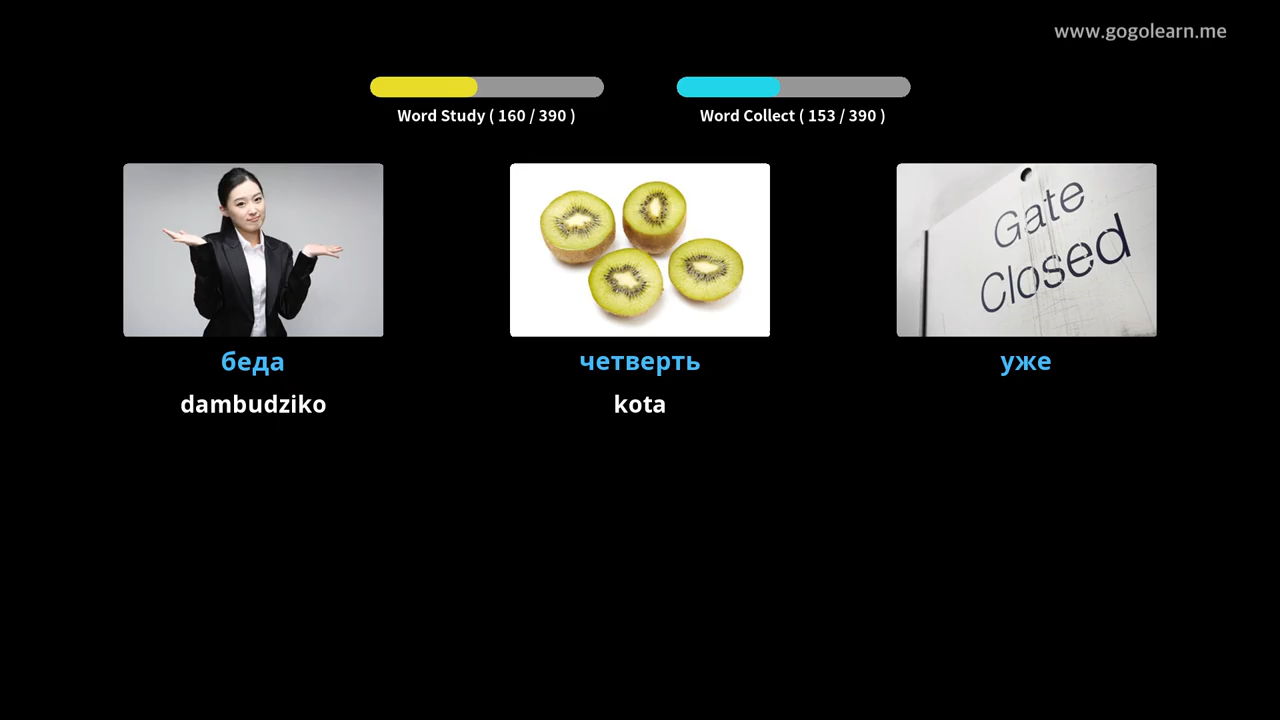 www.gogolearn.me
Word Study ( 160 / 390 )
Word Collect ( 153 / 390 )
Gate
Closed
беда
четверть
уже
dambudziko
kota